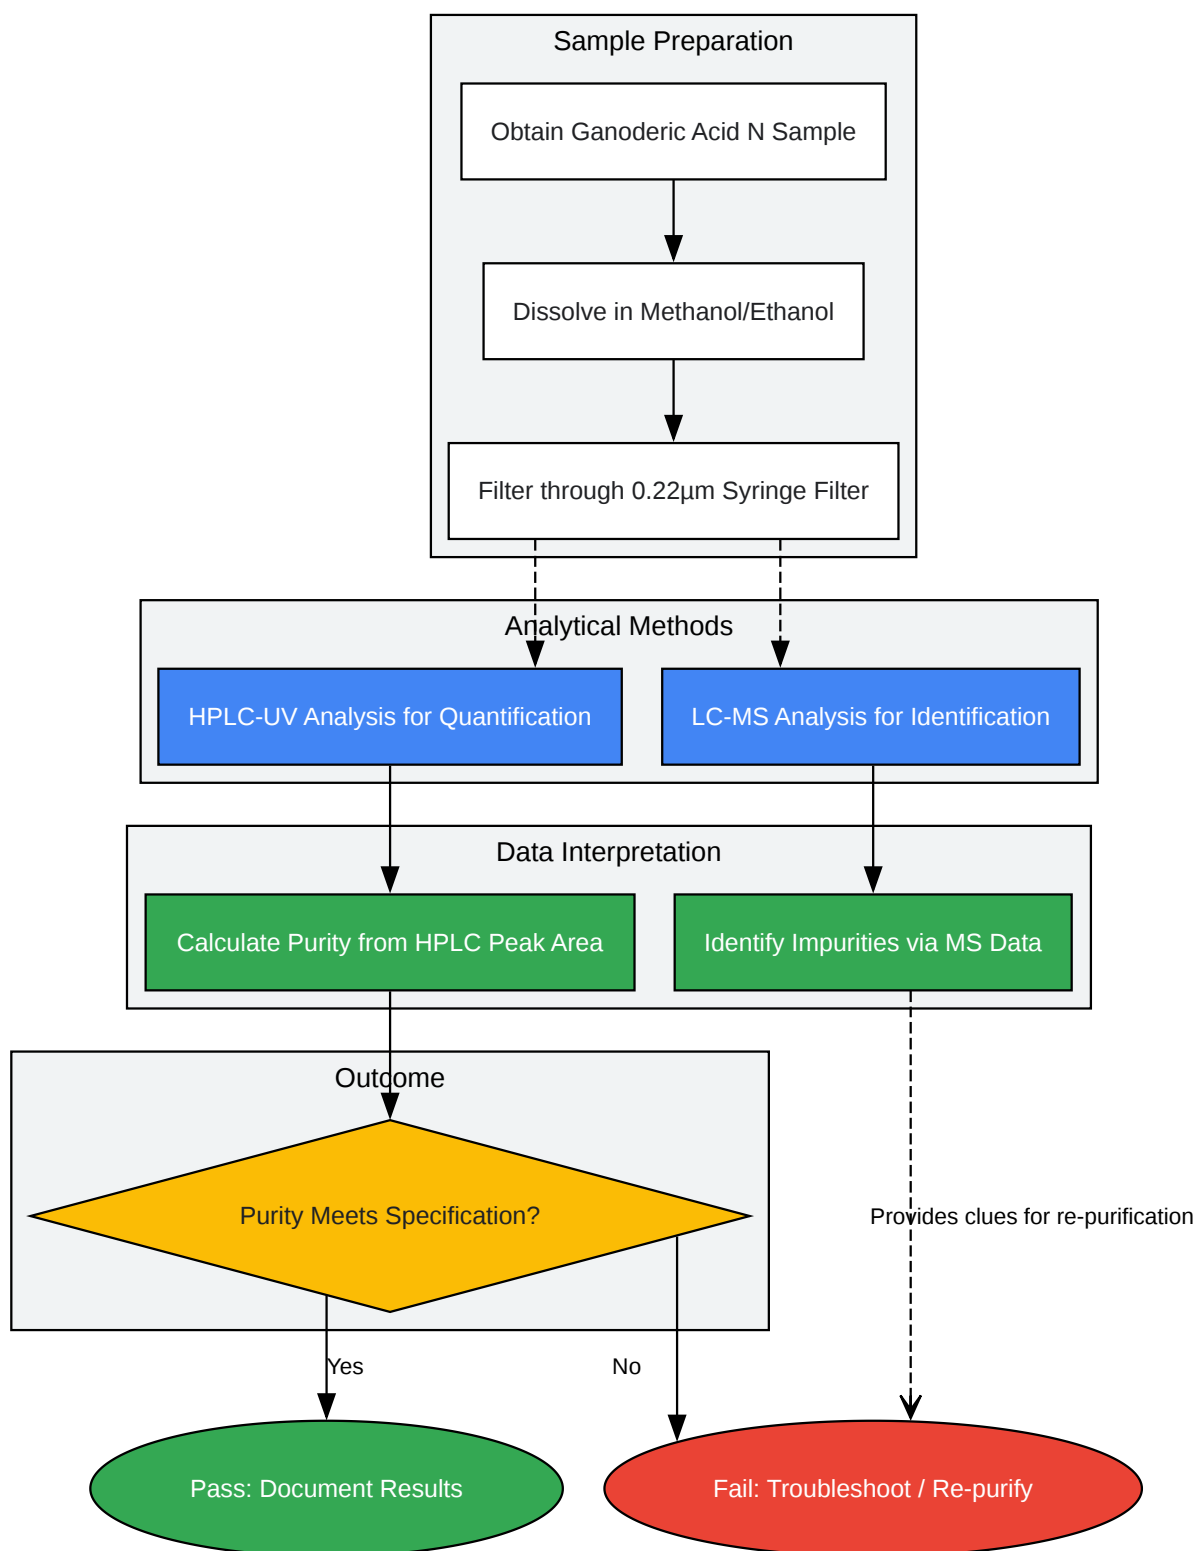 Sample Preparation
Obtain Ganoderic Acid N Sample
Dissolve in Methanol/Ethanol
Filter through 0.22µm Syringe Filter
Analytical Methods
HPLC-UV Analysis for Quantification
LC-MS Analysis for Identification
Data Interpretation
Calculate Purity from HPLC Peak Area
Identify Impurities via MS Data
Outcome
Purity Meets Specification?
Provides clues for re-purification
Yes
No
Pass: Document Results
Fail: Troubleshoot / Re-purify